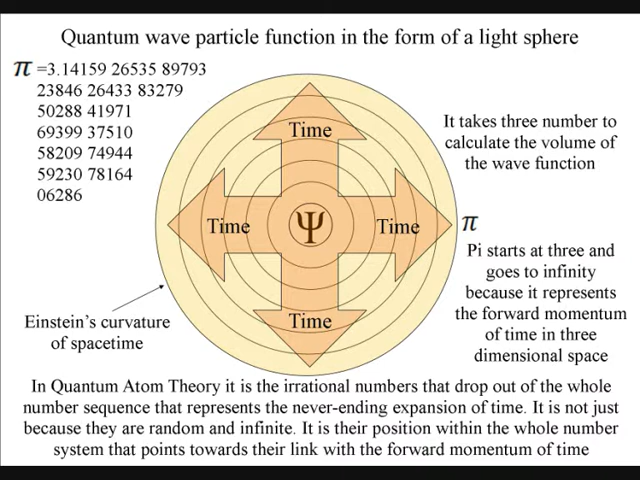 Quantum wave particle function in the form of a light sphere
π =3.14159 26535 89793
23846 26433 83279
50288 41971
69399 37510
58209 74944
59230 78164
06286
It takes three number to
calculate the volume of
the wave function
Time
Time
Ψ
Time
π
Time
Pi starts at three and
goes to infinity
because it represents
the forward momentum
of time in three
dimensional space
Einstein's curvature
of spacetime
In Quantum Atom Theory it is the irrational numbers that drop out of the whole
number sequence that represents the never-ending expansion of time. It is not just
because they are random and infinite. It is their position within the whole number
system that points towards their link with the forward momentum of time